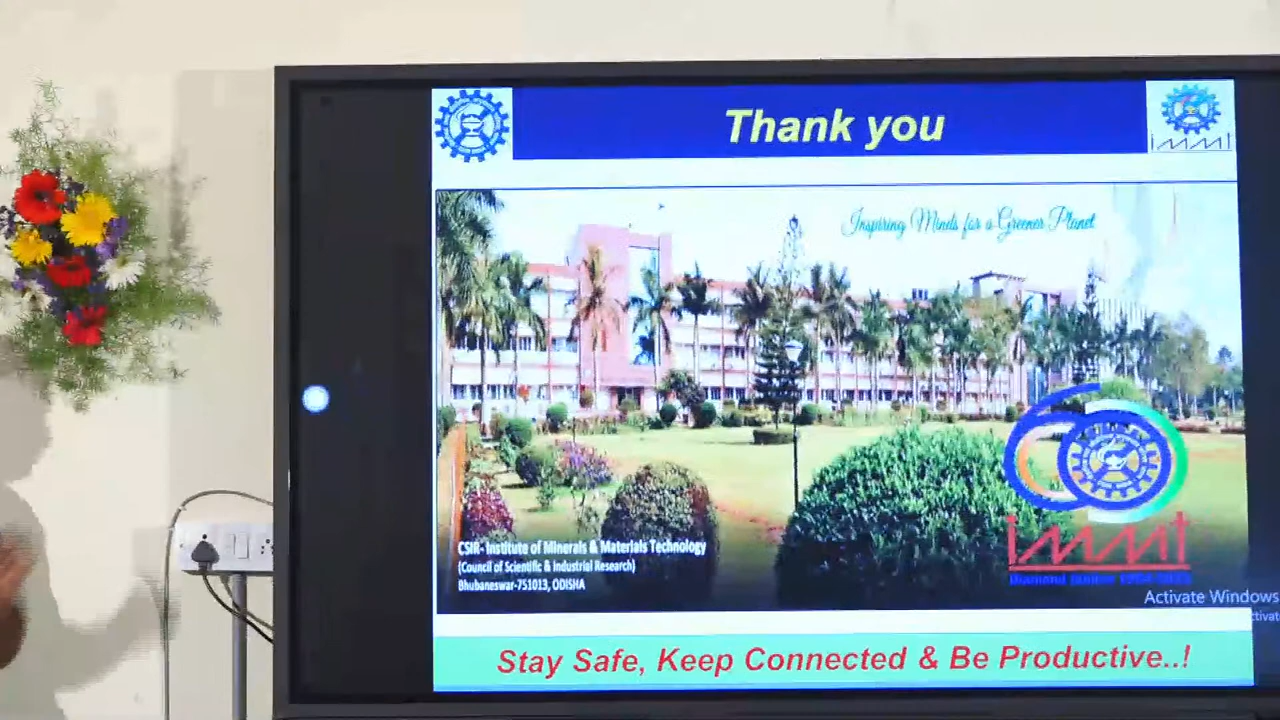 Thank you
immt
Inspiring Minds for a Greener Planet
CSIR- Institute of Minerals & Materials Technology
(Council of Scientific & Industrial Research)
Bhubaneswar-751013, ODISHA
immt
Activate Windows
Stay Safe, Keep Connected & Be Productive..!